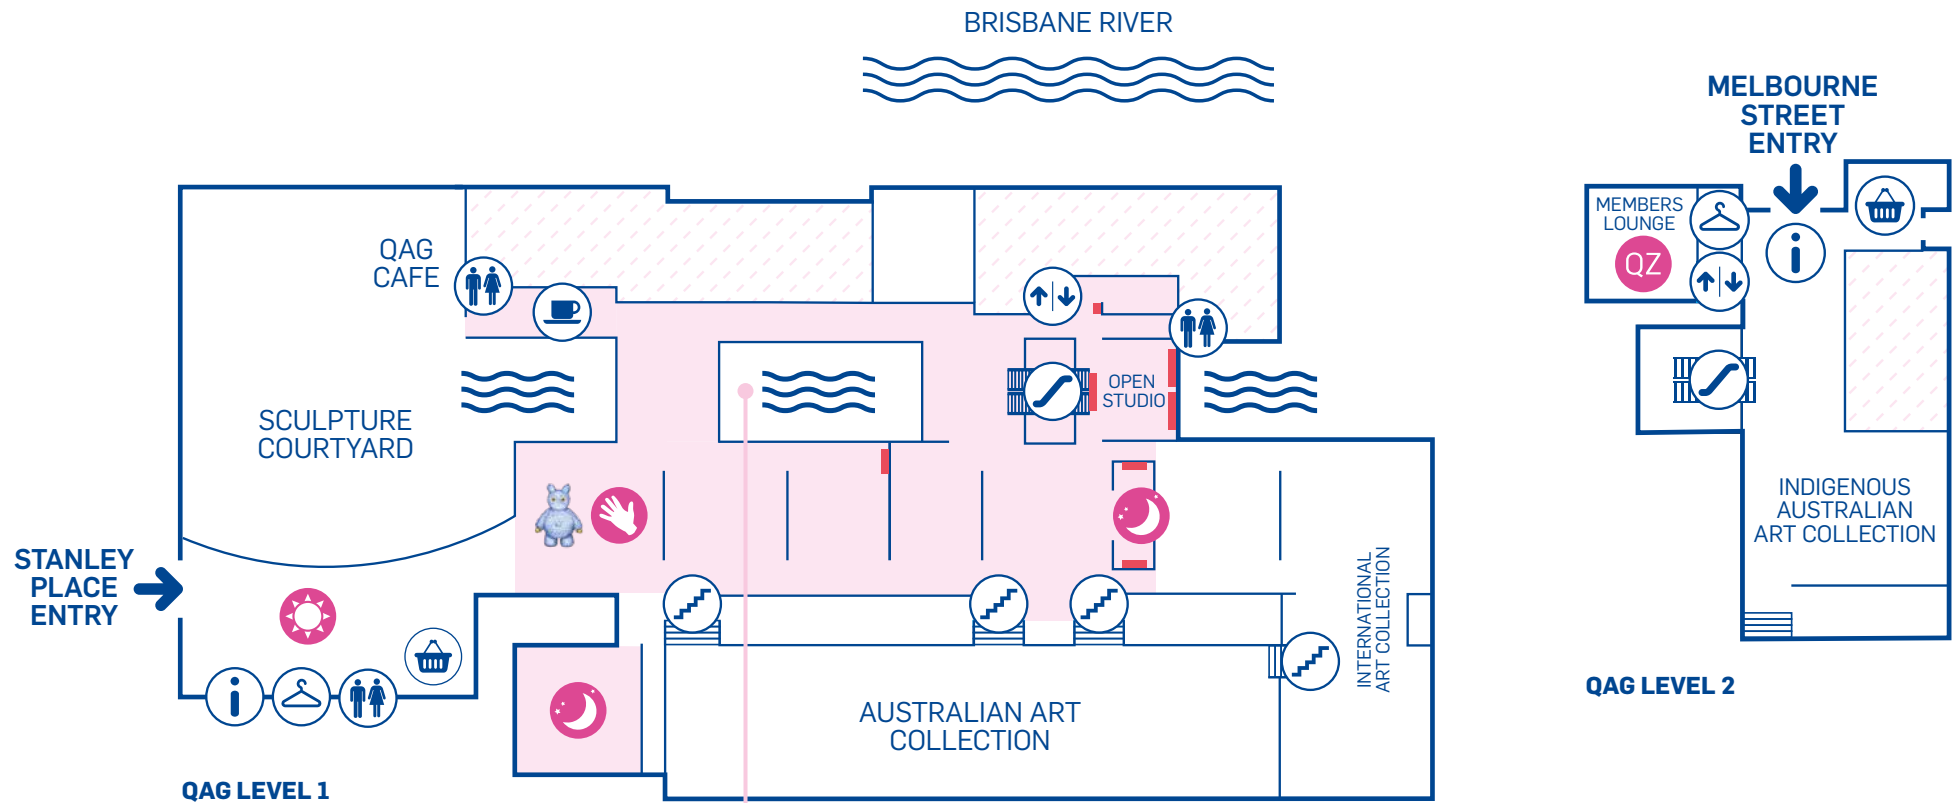 BRISBANE RIVER
MELBOURNE
STREET
ENTRY
MEMBERS
LOUNGE
QZ
QAG
CAFE
OPEN
STUDIO
SCULPTURE
COURTYARD
INDIGENOUS
AUSTRALIAN
ART COLLECTION
STANLEY
PLACE
ENTRY
INTERNATIONAL
ART COLLECTION
AUSTRALIAN ART
COLLECTION
QAG LEVEL 2
QAG LEVEL 1